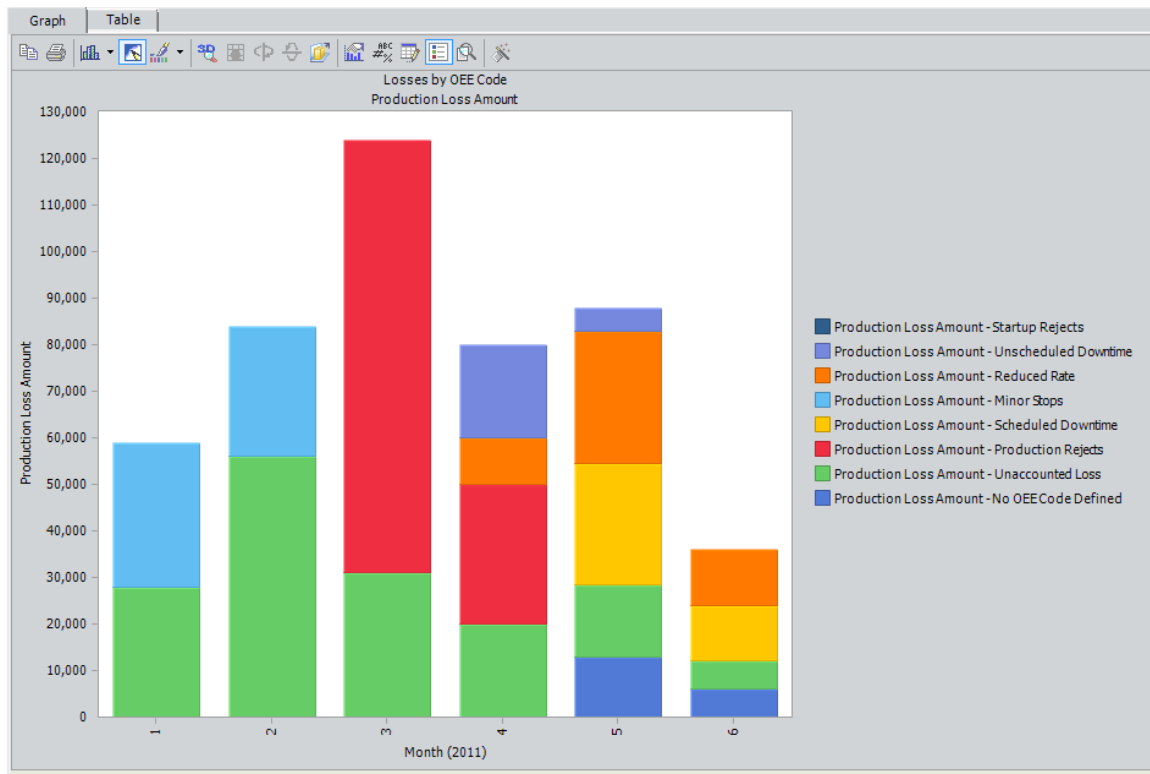 Graph Table
3D ABC #% 
Losses by OEE Code
Production Loss Amount
130,000
120,000
110,000
100,000
90,000
80,000
70,000
60,000
50,000
40,000
30,000
20,000
10,000
0
Production Loss Amount
1 2 3 4 5 6
Month (2011)
Production Loss Amount - Startup Rejects
Production Loss Amount - Unscheduled Downtime
Production Loss Amount - Reduced Rate
Production Loss Amount - Minor Stops
Production Loss Amount - Scheduled Downtime
Production Loss Amount - Production Rejects
Production Loss Amount - Unaccounted Loss
Production Loss Amount - No OEE Code Defined